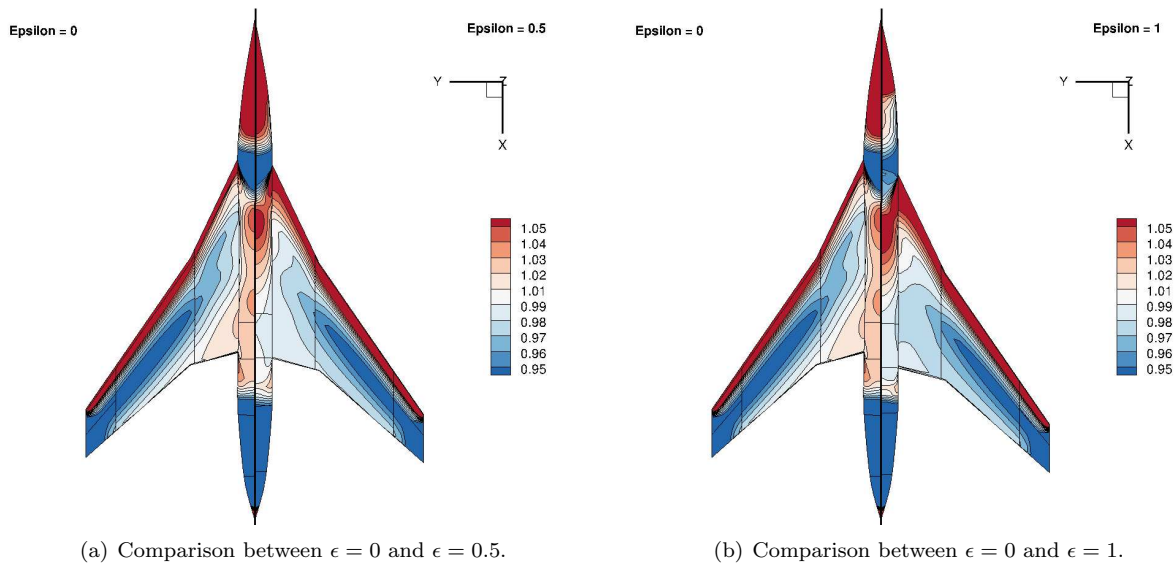 Epsilon = 0
Epsilon = 0.5
Y
Z
X
1.05
1.04
1.03
1.02
1.01
0.99
0.98
0.97
0.96
0.95
(a) Comparison between ϵ = 0 and ϵ = 0.5.
Epsilon = 0
Epsilon = 1
Y
Z
X
1.05
1.04
1.03
1.02
1.01
0.99
0.98
0.97
0.96
0.95
(b) Comparison between ϵ = 0 and ϵ = 1.